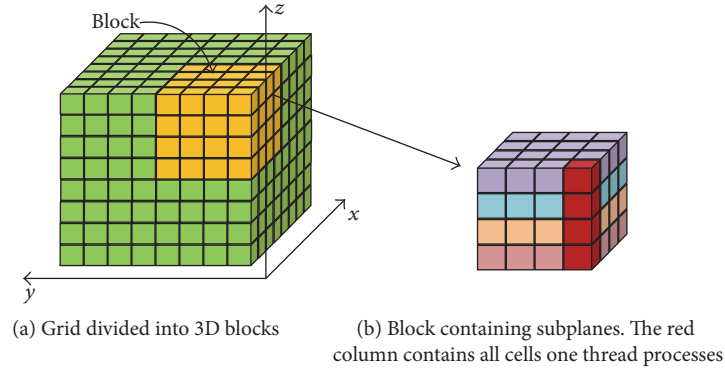 Block
z
x
y
(a) Grid divided into 3D blocks
(b) Block containing subplanes. The red
column contains all cells one thread processes